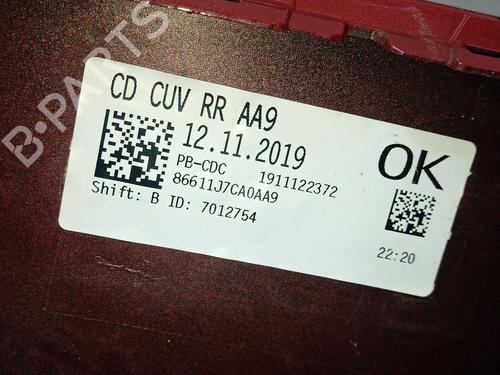 B-PARTS
CD CUV RR AA9
12.11.2019
PB-CDC 1911122372
86611J7CA0AA9
Shift: B ID: 7012754
OK
22:20